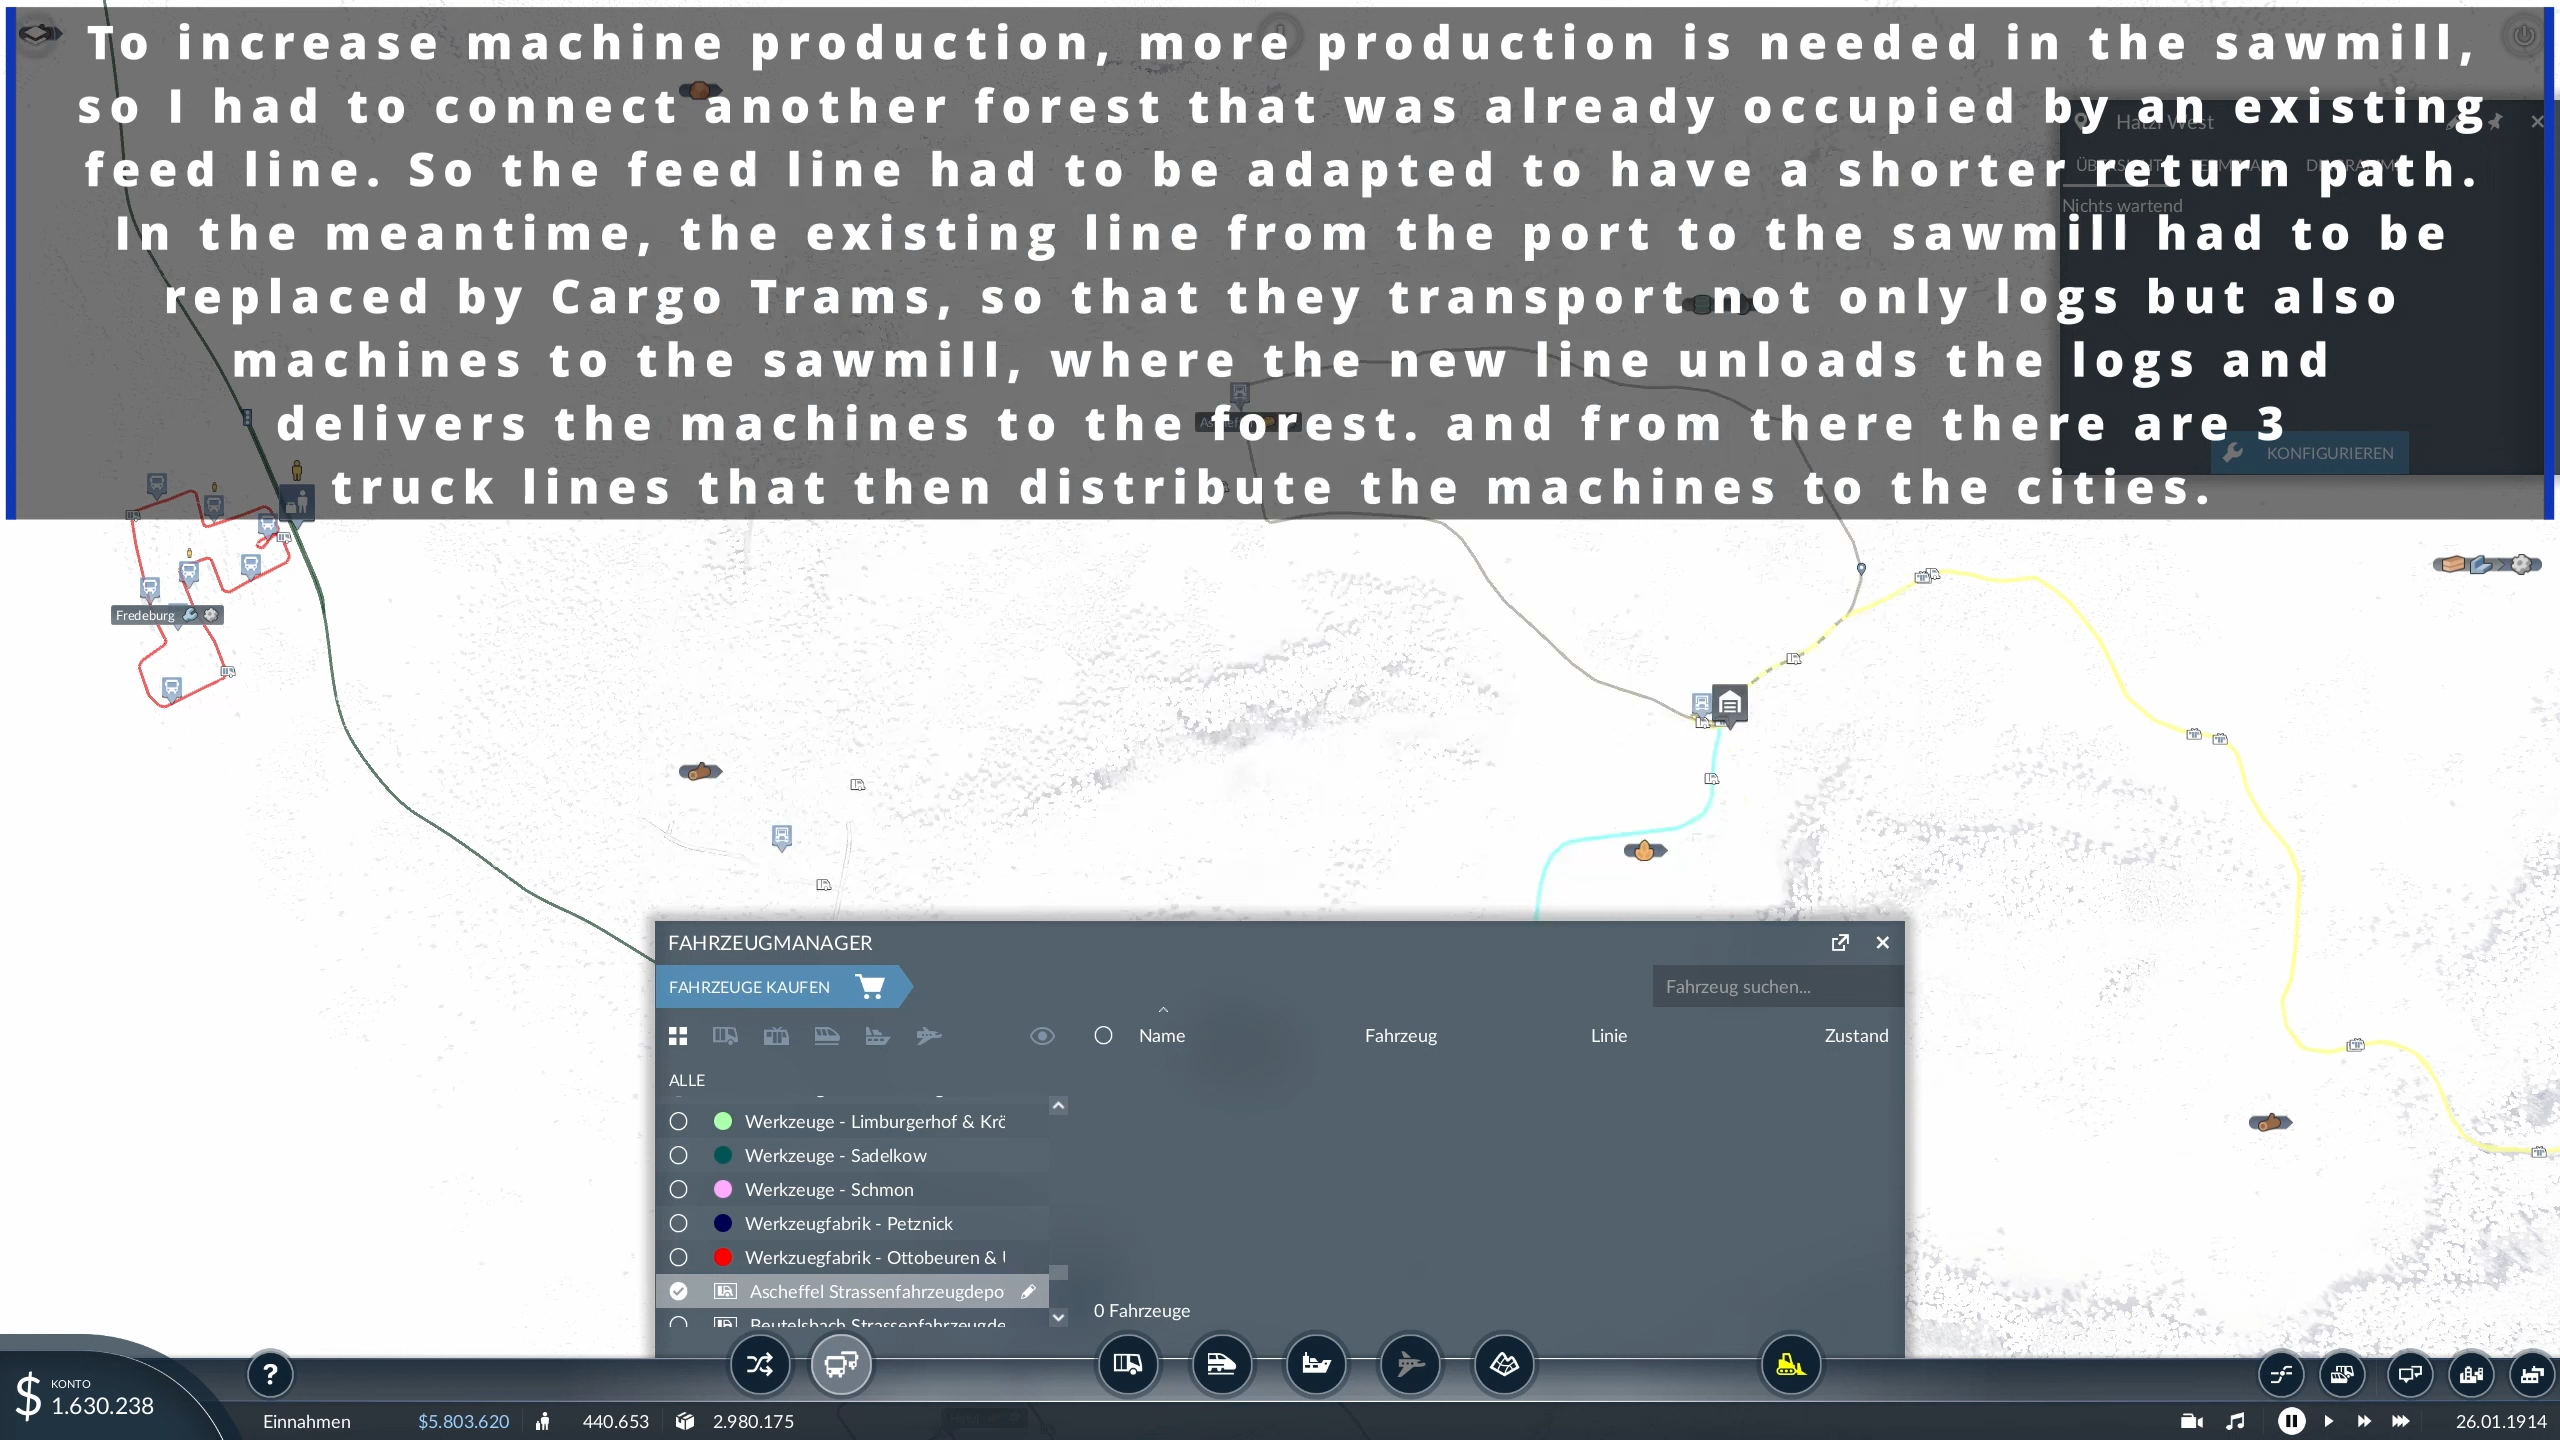 To increase machine production, more production is needed in the sawmill,
so I had to connect another forest that was already occupied by an existing
feed line. So the feed line had to be adapted to have a shorter return path.
In the meantime, the existing line from the port to the sawmill had to be
replaced by Cargo Trams, so that they transport not only logs but also
machines to the sawmill, where the new line unloads the logs and
delivers the machines to the forest. and from there there are 3
truck lines that then distribute the machines to the cities.
Hatzl West
Nichts wartend
KONFIGURIEREN
Fredeburg
FAHRZEUGMANAGER
FAHRZEUGE KAUFEN
Fahrzeug suchen...
Name Fahrzeug Linie Zustand
ALLE
Werkzeuge - Limburgerhof & Krö
Werkzeuge - Sadelkow
Werkzeuge - Schmon
Werkzeugfabrik - Petznick
Werkzuegfabrik - Ottobeuren &
Ascheffel Strassenfahrzeugdepo
Beutelsbach Strassenfahrzeugde
0 Fahrzeuge
?
$ KONTO
1.630.238
Einnahmen $5.803.620 440.653 2.980.175
26.01.1914